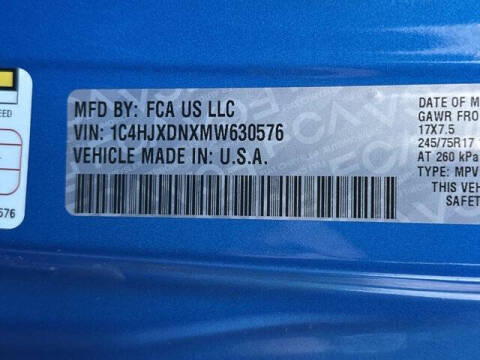 MFD BY: FCA US LLC
VIN: 1C4HJXDNXMW630576
VEHICLE MADE IN: U.S.A.
DATE OF M
GAWR FRO
17X7.5
245/75R17
AT 260 kPa
TYPE: MPV
THIS VEH
SAFET
576